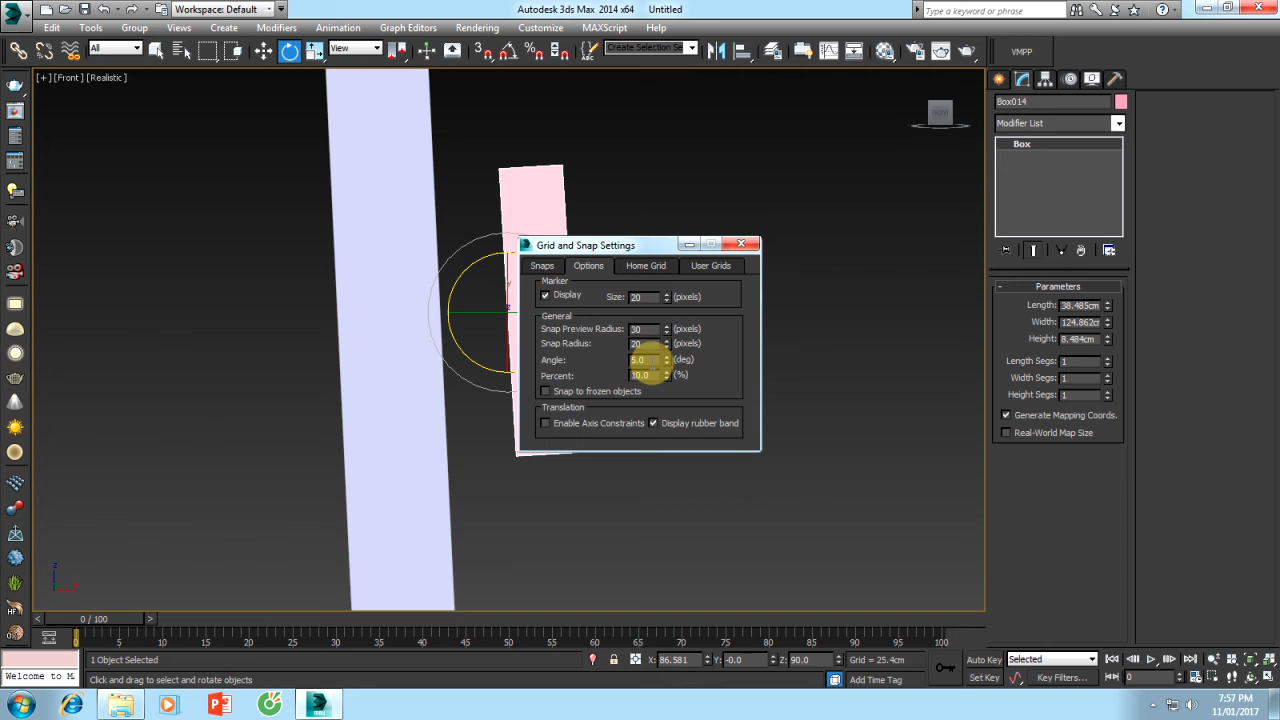 Workspace: Default
Autodesk 3ds Max 2014 x64 Untitled
Type a keyword or phrase
Edit Tools Group Views Create Modifiers Animation Graph Editors Rendering Customize MAXScript Help
All
View
Create Selection Se
VMPP
[+] [Front] [Realistic]
Box014
Modifier List
Box
Grid and Snap Settings
Snaps Options Home Grid User Grids
Marker
Display Size: 20 (pixels)
General
Snap Preview Radius: 30 (pixels)
Snap Radius: 20 (pixels)
Angle: 5.0 (deg)
Percent: 10.0 (%)
Snap to frozen objects
Translation
Enable Axis Constraints Display rubber band
- Parameters
Length: 38.485cm
Width: 124.862cm
Height: 8.484cm
Length Segs: 1
Width Segs: 1
Height Segs: 1
Generate Mapping Coords.
Real-World Map Size
0 / 100
0 5 10 15 20 25 30 35 40 45 50 55 60 65 70 75 80 85 90 95 100
1 Object Selected X: 86.581 Y: -0.0 Z: 90.0 Grid = 25.4cm Auto Key Selected
Welcome to M Click and drag to select and rotate objects Add Time Tag Set Key Key Filters... 0
7:57 PM
11/01/2017